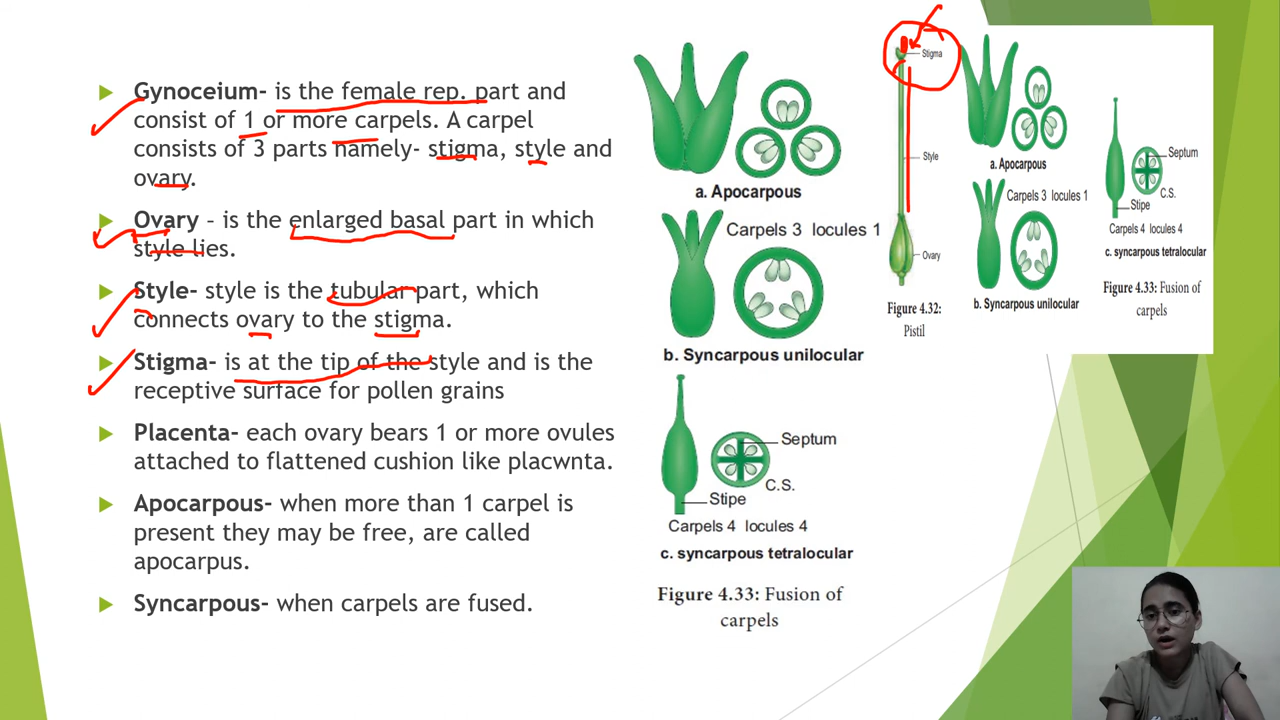 Gynoceium- is the female rep. part and
consist of 1 or more carpels. A carpel
consists of 3 parts namely- stigma, style and
ovary.
Ovary – is the enlarged basal part in which
style lies.
Style- style is the tubular part, which
connects ovary to the stigma.
Stigma- is at the tip of the style and is the
receptive surface for pollen grains
Placenta- each ovary bears 1 or more ovules
attached to flattened cushion like placwnta.
Apocarpous- when more than 1 carpel is
present they may be free, are called
apocarpus.
Syncarpous- when carpels are fused.
a. Apocarpous
Carpels 3 locules 1
b. Syncarpous unilocular
Septum
C.S.
Stipe
Carpels 4 locules 4
c. syncarpous tetralocular
Figure 4.33: Fusion of
carpels
Stigma
Style
Ovary
Figure 4.32:
Pistil
a. Apocarpous
Carpels 3 locules 1
b. Syncarpous unilocular
Septum
C.S.
Stipe
Carpels 4 locules 4
c. syncarpous tetralocular
Figure 4.33: Fusion of
carpels